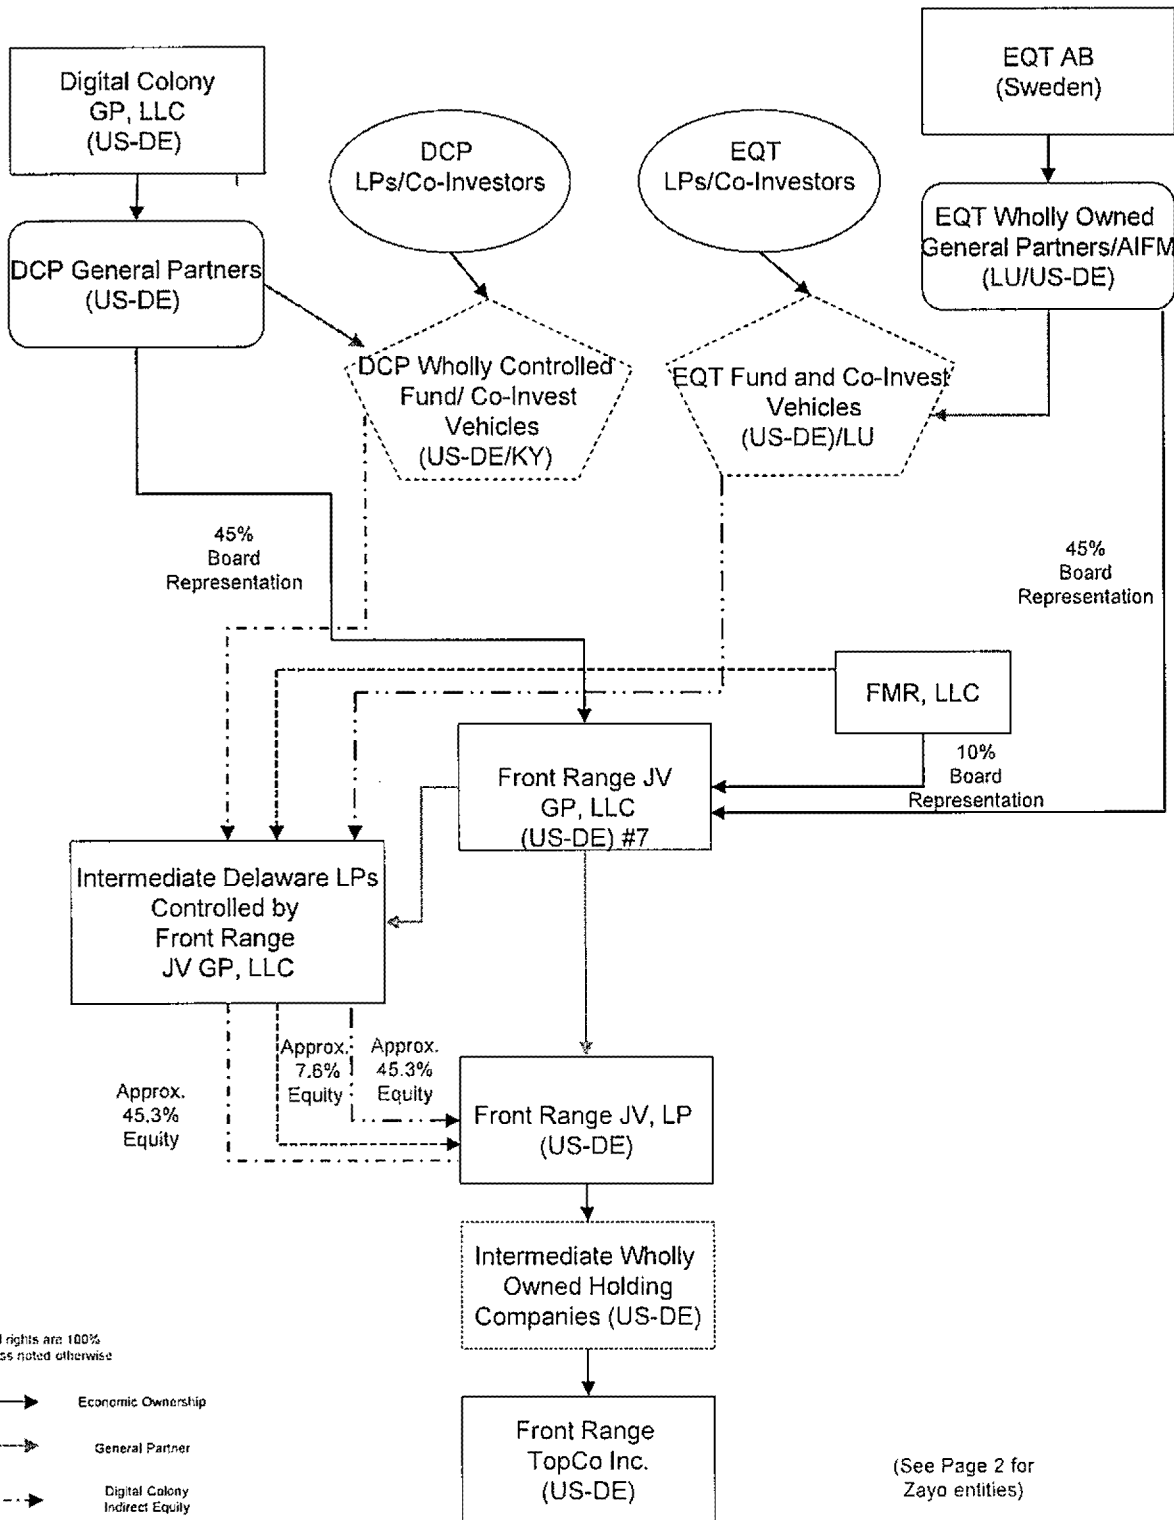 EQT AB
(Sweden)
Digital Colony
GP, LLC
(US-DE)
DCP
LPs/Co-Investors
EQT
LPs/Co-Investors
EQT Wholly Owned
General Partners/AIFM
(LU/US-DE)
DCP General Partners
(US-DE)
DCP Wholly Controlled
Fund/ Co-Invest
Vehicles
(US-DE/KY)
EQT Fund and Co-Invest
Vehicles
(US-DE)/LU
45%
Board
Representation
45%
Board
Representation
FMR, LLC
10%
Board
Representation
Front Range JV
GP, LLC
(US-DE) #7
Intermediate Delaware LPs
Controlled by
Front Range
JV GP, LLC
Approx.
45.3%
Equity
Approx.
7.6%
Equity
Approx.
45.3%
Equity
Front Range JV, LP
(US-DE)
Intermediate Wholly
Owned Holding
Companies (US-DE)
rights are 100%
noted otherwise
Economic Ownership
General Partner
Digital Colony
Indirect Equity
Front Range
TopCo Inc.
(US-DE)
(See Page 2 for
Zayo entities)